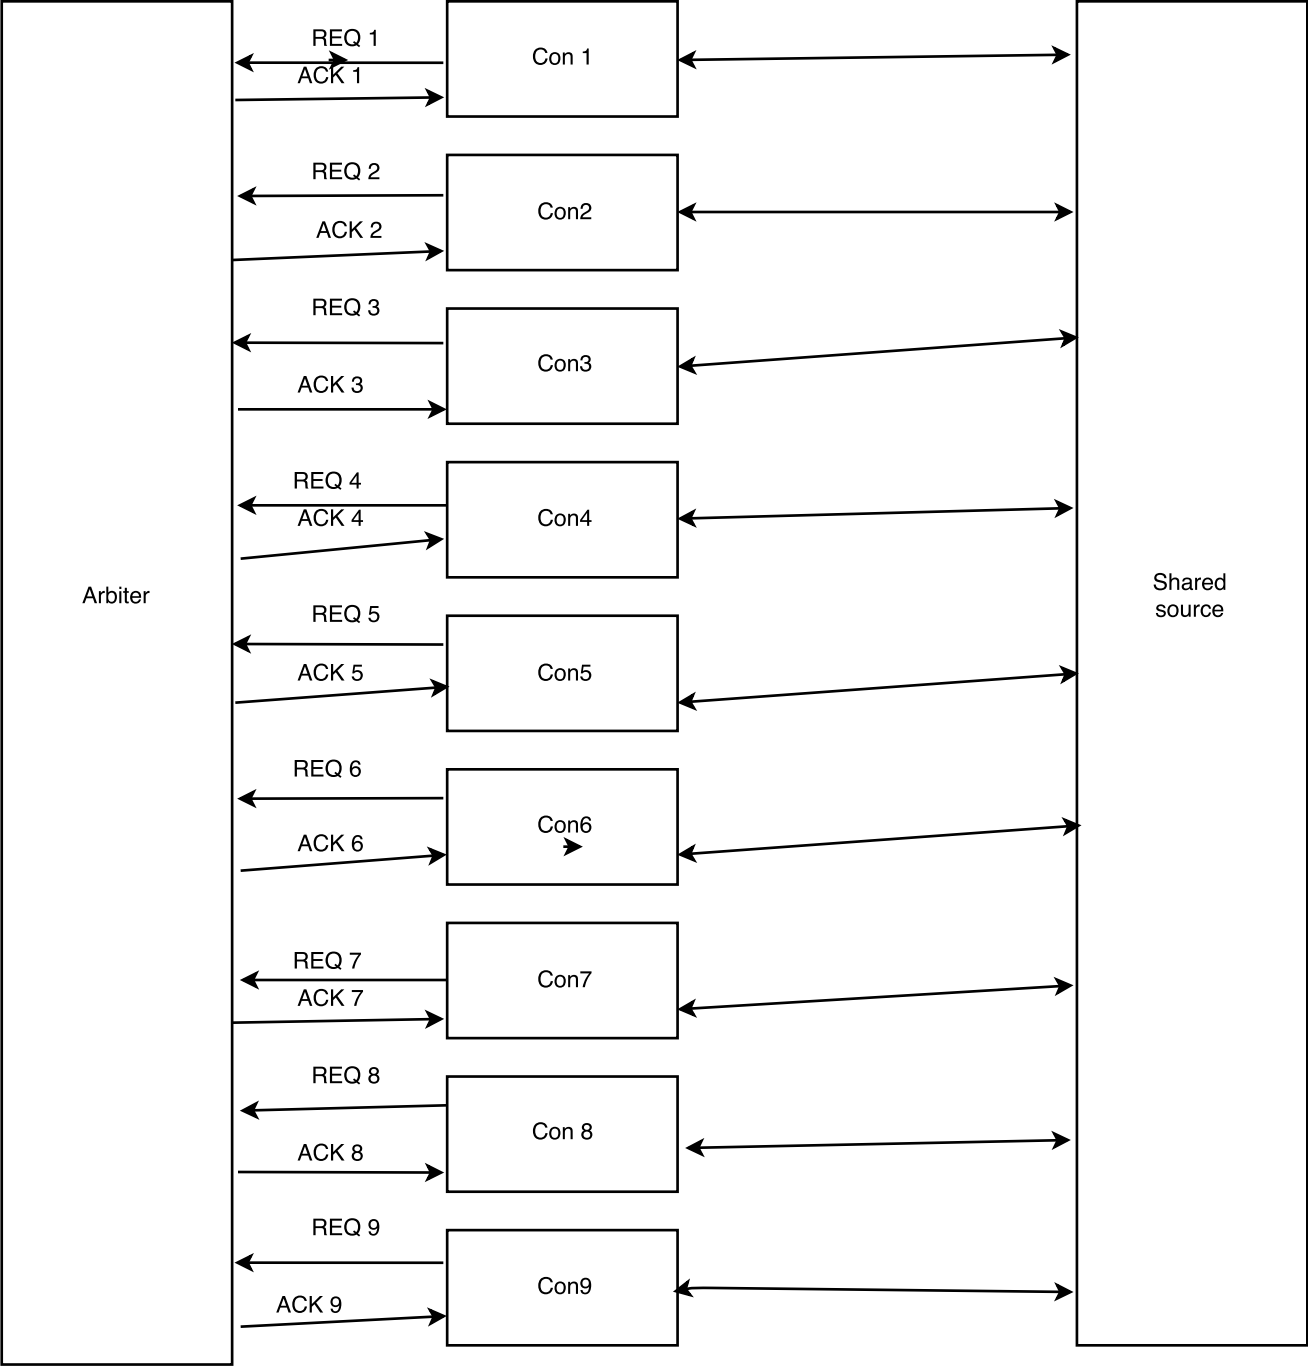 REQ 1
ACK 1
Con 1
REQ 2
ACK 2
Con2
REQ 3
ACK 3
Con3
REQ 4
ACK 4
Con4
Arbiter
Shared
source
REQ 5
ACK 5
Con5
REQ 6
ACK 6
Con6
REQ 7
ACK 7
Con7
REQ 8
ACK 8
Con 8
REQ 9
ACK 9
Con9